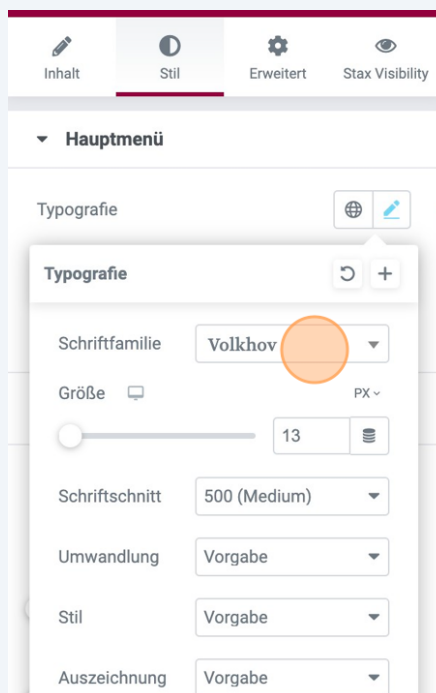 Inhalt Stil Erweitert Stax Visibility
Hauptmenü
Typografie
Typografie
Schriftfamilie Volkhov
Größe PX
13
Schriftschnitt 500 (Medium)
Umwandlung Vorgabe
Stil Vorgabe
Auszeichnung Vorgabe